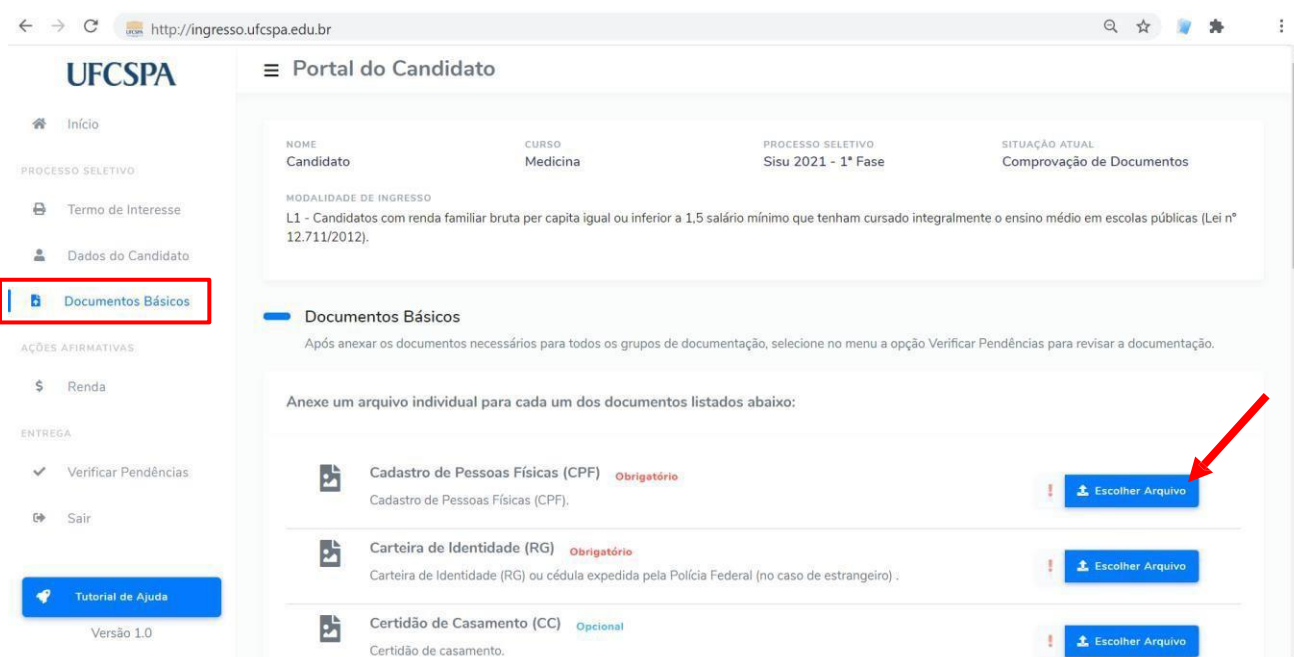 http://ingresso.ufcspa.edu.br
UFCSPA
Portal do Candidato
Início
PROCESSO SELETIVO
Termo de Interesse
Dados do Candidato
Documentos Básicos
AÇÕES AFIRMATIVAS
$ Renda
ENTREGA
Verificar Pendências
Sair
Tutorial de Ajuda
Versão 1.0
NOME
Candidato
CURSO
Medicina
PROCESSO SELETIVO
Sisu 2021 - 1ª Fase
SITUAÇÃO ATUAL
Comprovação de Documentos
MODALIDADE DE INGRESSO
L1 - Candidatos com renda familiar bruta per capita igual ou inferior a 1,5 salário mínimo que tenham cursado integralmente o ensino médio em escolas públicas (Lei nº
12.711/2012).
Documentos Básicos
Após anexar os documentos necessários para todos os grupos de documentação, selecione no menu a opção Verificar Pendências para revisar a documentação.
Anexe um arquivo individual para cada um dos documentos listados abaixo:
Cadastro de Pessoas Físicas (CPF) Obrigatório
Cadastro de Pessoas Físicas (CPF).
! Escolher Arquivo
Carteira de Identidade (RG) Obrigatório
Carteira de Identidade (RG) ou cédula expedida pela Polícia Federal (no caso de estrangeiro) .
! Escolher Arquivo
Certidão de Casamento (CC) Opcional
Certidão de casamento.
! Escolher Arquivo